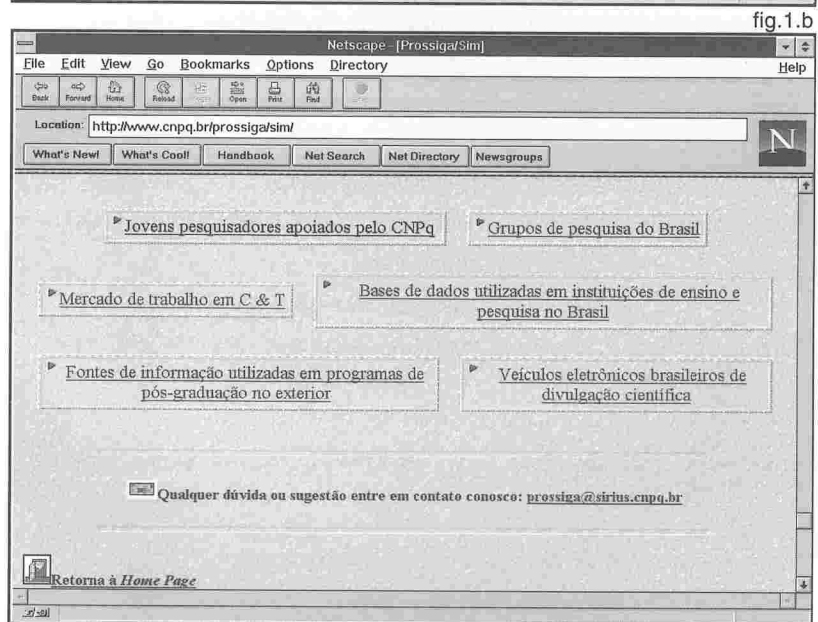 fig.1.b
Netscape - [Prossiga/Sim]
File Edit View Go Bookmarks Options Directory Help
Back Forward Home Reload Open Print Find
Location: http://www.cnpq.br/prossiga/sim/
N
What's New! What's Cool! Handbook Net Search Net Directory Newsgroups
Jovens pesquisadores apoiados pelo CNPq Grupos de pesquisa do Brasil
Mercado de trabalho em C & T
Bases de dados utilizadas em instituições de ensino e
pesquisa no Brasil
Fontes de informação utilizadas em programas de
pós-graduação no exterior
Veículos eletrônicos brasileiros de
divulgação científica
Qualquer dúvida ou sugestão entre em contato conosco: prossiga@sirius.cnpq.br
Retorna à Home Page